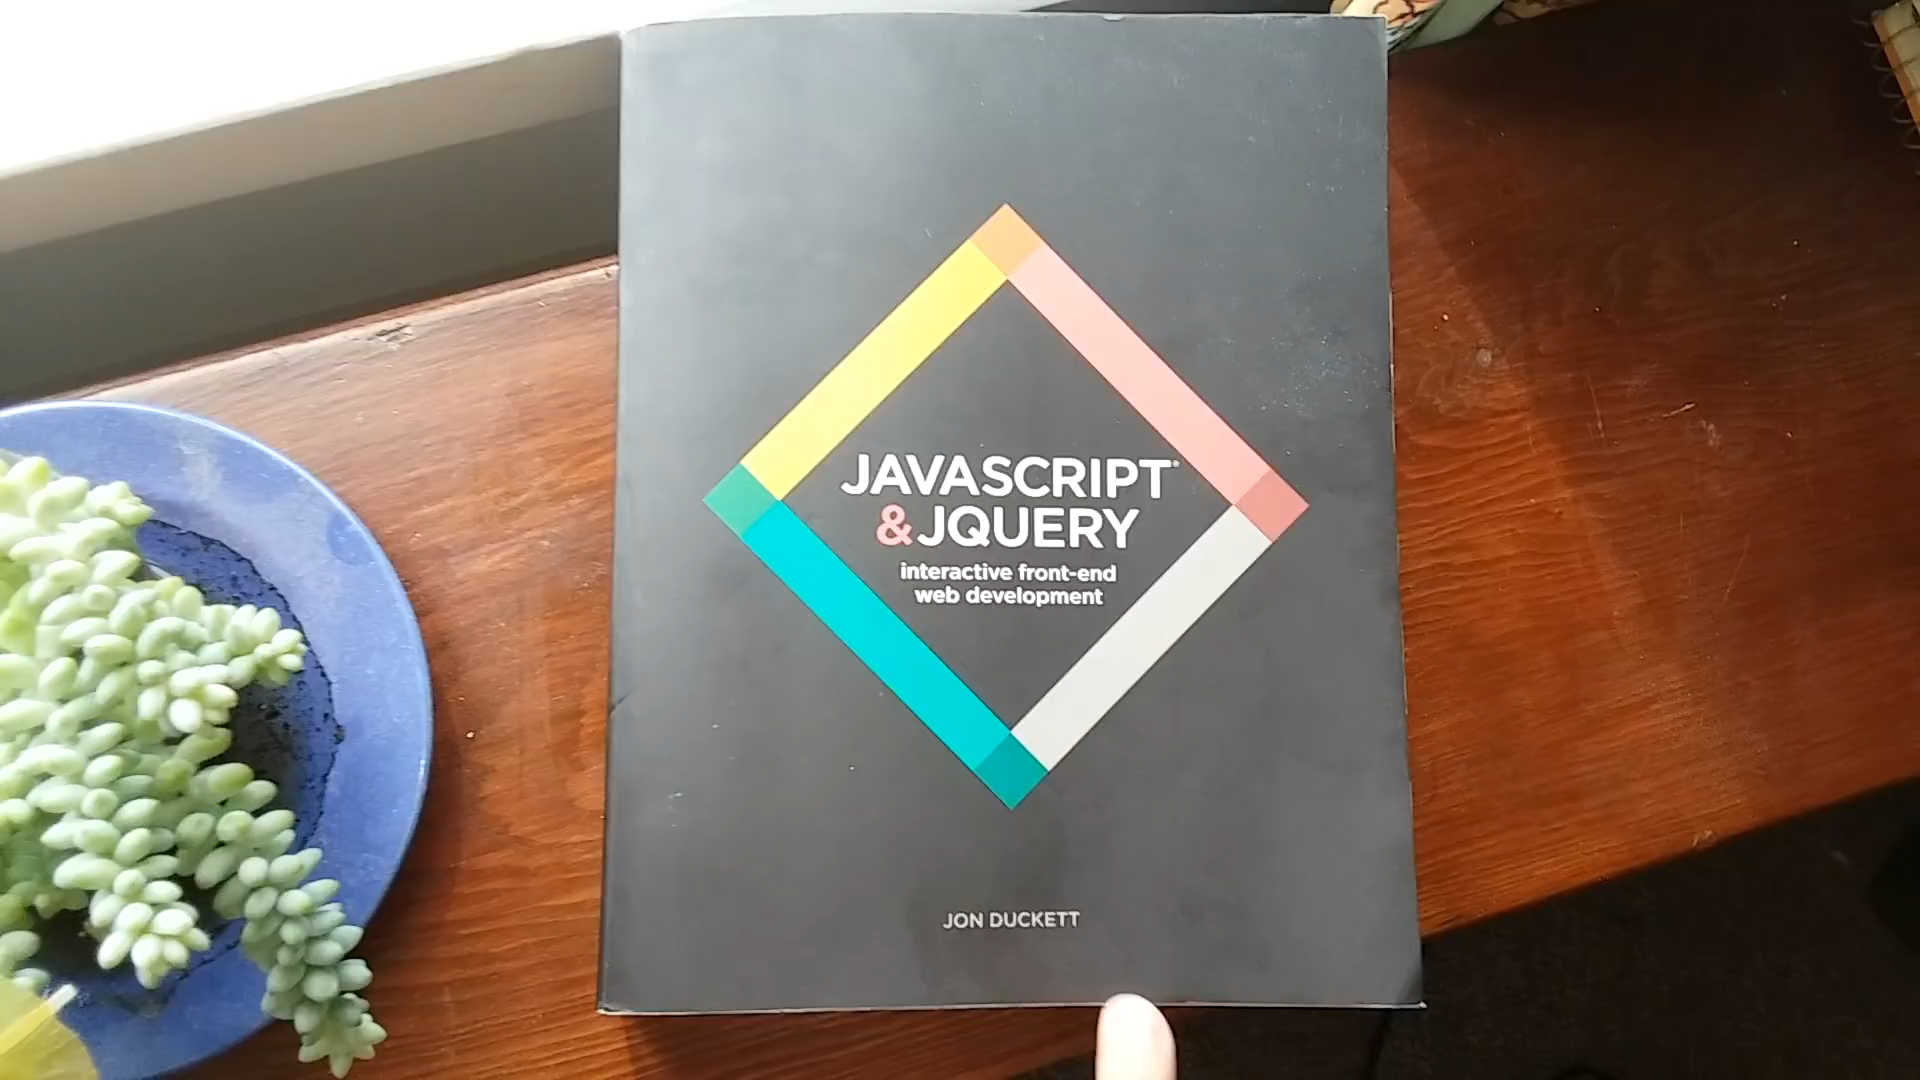 JAVASCRIPT
& JQUERY
interactive front-end
web development
JON DUCKETT